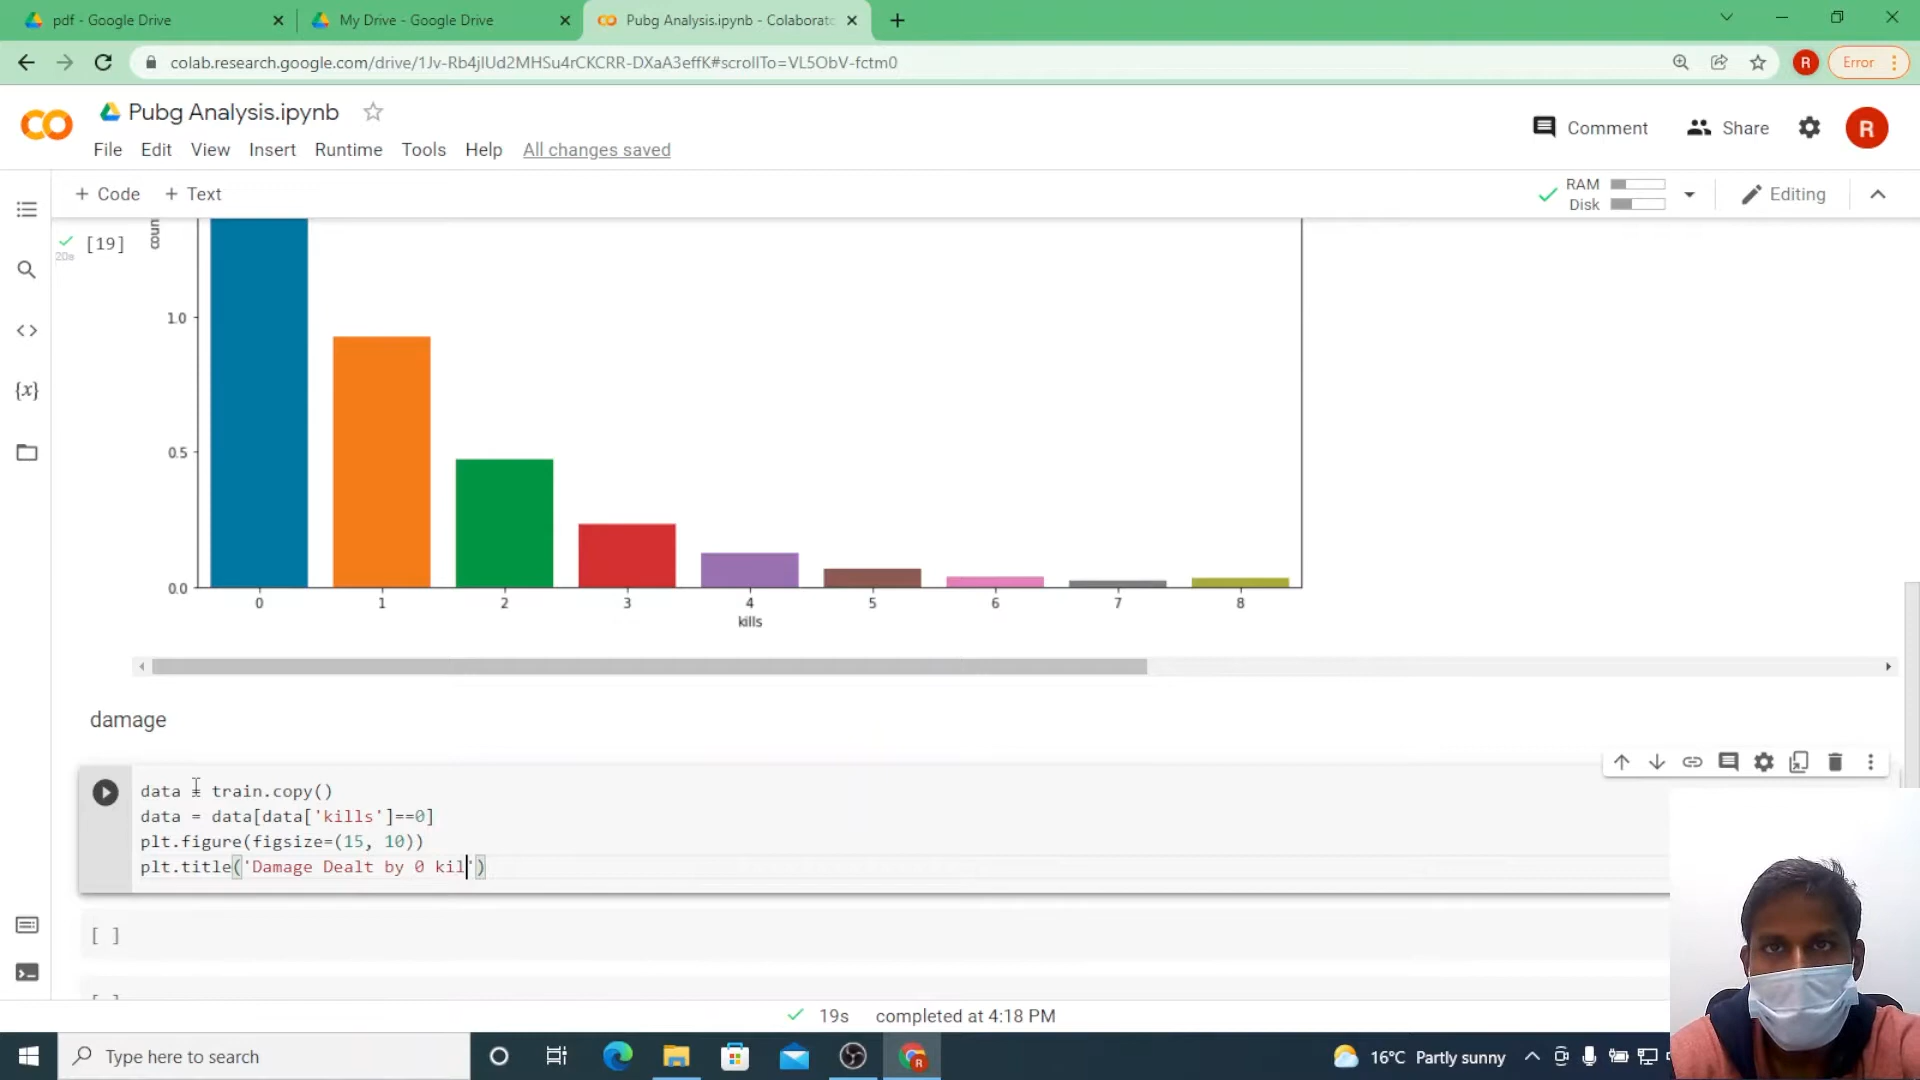 pdf - Google Drive
My Drive - Google Drive
Pubg Analysis.ipynb - Colaborato
colab.research.google.com/drive/1Jv-Rb4jlUd2MHSu4rCKCRR-DXaA3effK#scrollTo=VL5ObV-fctm0
R
Error
CO
Pubg Analysis.ipynb
Comment
Share
R
File Edit View Insert Runtime Tools Help All changes saved
+ Code + Text
RAM
Disk
Editing
[19]
20s
coun
1.0
0.5
0.0
0 1 2 3 4 5 6 7 8
kills
damage
data = train.copy()
data = data[data['kills']==0]
plt.figure(figsize=(15, 10))
plt.title('Damage Dealt by 0 kil')
[ ]
[ ]
19s completed at 4:18 PM
Type here to search
16°C Partly sunny